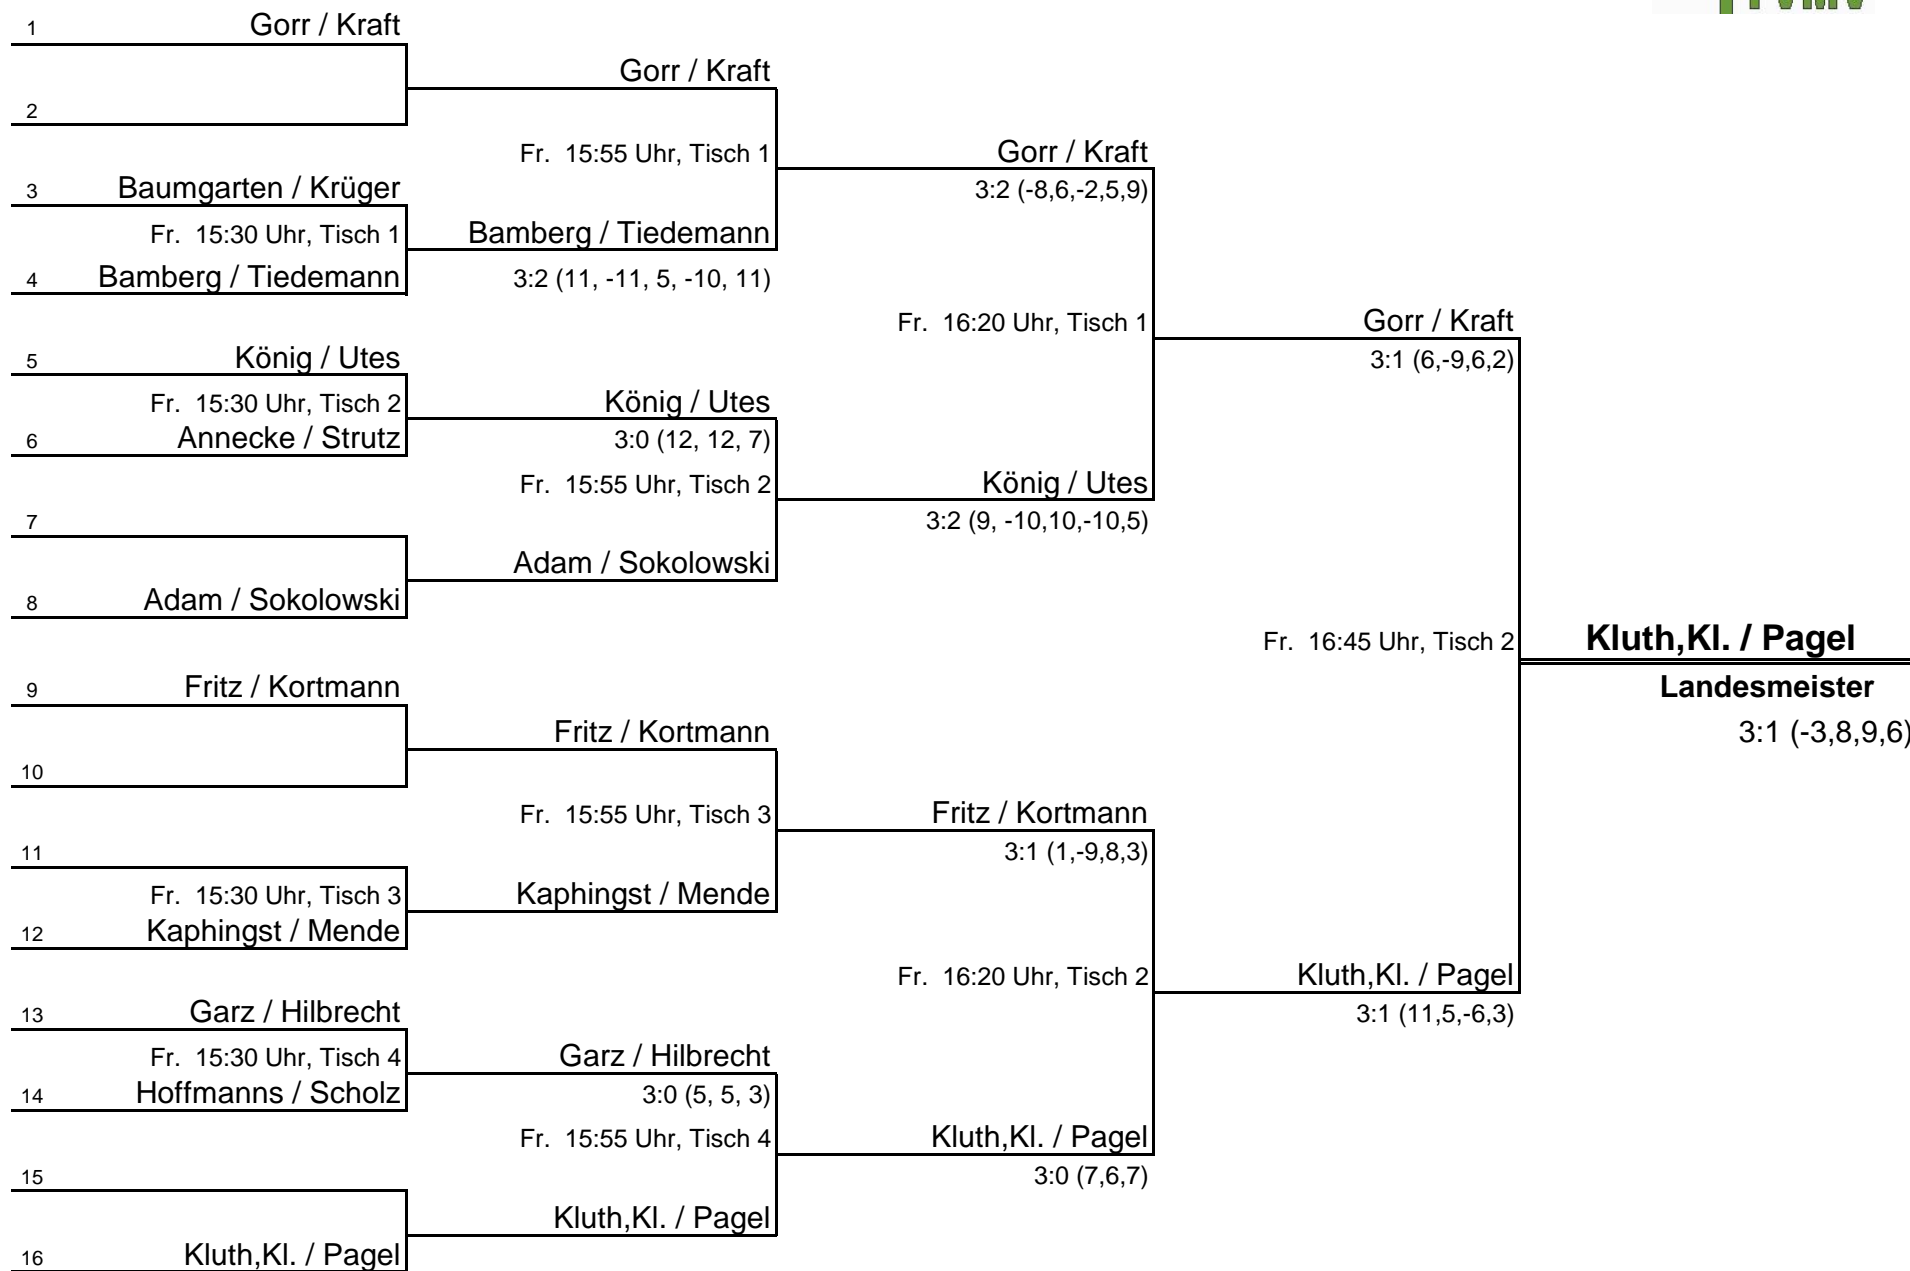 1 Gorr / Kraft
Gorr / Kraft
2
Fr. 15:55 Uhr, Tisch 1
Gorr / Kraft
3 Baumgarten / Krüger
3:2 (-8,6,-2,5,9)
Fr. 15:30 Uhr, Tisch 1
Bamberg / Tiedemann
4 Bamberg / Tiedemann
3:2 (11, -11, 5, -10, 11)
Fr. 16:20 Uhr, Tisch 1
Gorr / Kraft
5 König / Utes
3:1 (6,-9,6,2)
Fr. 15:30 Uhr, Tisch 2
König / Utes
6 Annecke / Strutz
3:0 (12, 12, 7)
Fr. 15:55 Uhr, Tisch 2
König / Utes
7
3:2 (9, -10,10,-10,5)
Adam / Sokolowski
8 Adam / Sokolowski
Fr. 16:45 Uhr, Tisch 2
Kluth,Kl. / Pagel
9 Fritz / Kortmann
Landesmeister
Fritz / Kortmann
3:1 (-3,8,9,6)
10
Fr. 15:55 Uhr, Tisch 3
Fritz / Kortmann
11
3:1 (1,-9,8,3)
Fr. 15:30 Uhr, Tisch 3
Kaphingst / Mende
12 Kaphingst / Mende
Fr. 16:20 Uhr, Tisch 2
Kluth,Kl. / Pagel
13 Garz / Hilbrecht
3:1 (11,5,-6,3)
Fr. 15:30 Uhr, Tisch 4
Garz / Hilbrecht
14 Hoffmanns / Scholz
3:0 (5, 5, 3)
Fr. 15:55 Uhr, Tisch 4
Kluth,Kl. / Pagel
15
3:0 (7,6,7)
Kluth,Kl. / Pagel
16 Kluth,Kl. / Pagel